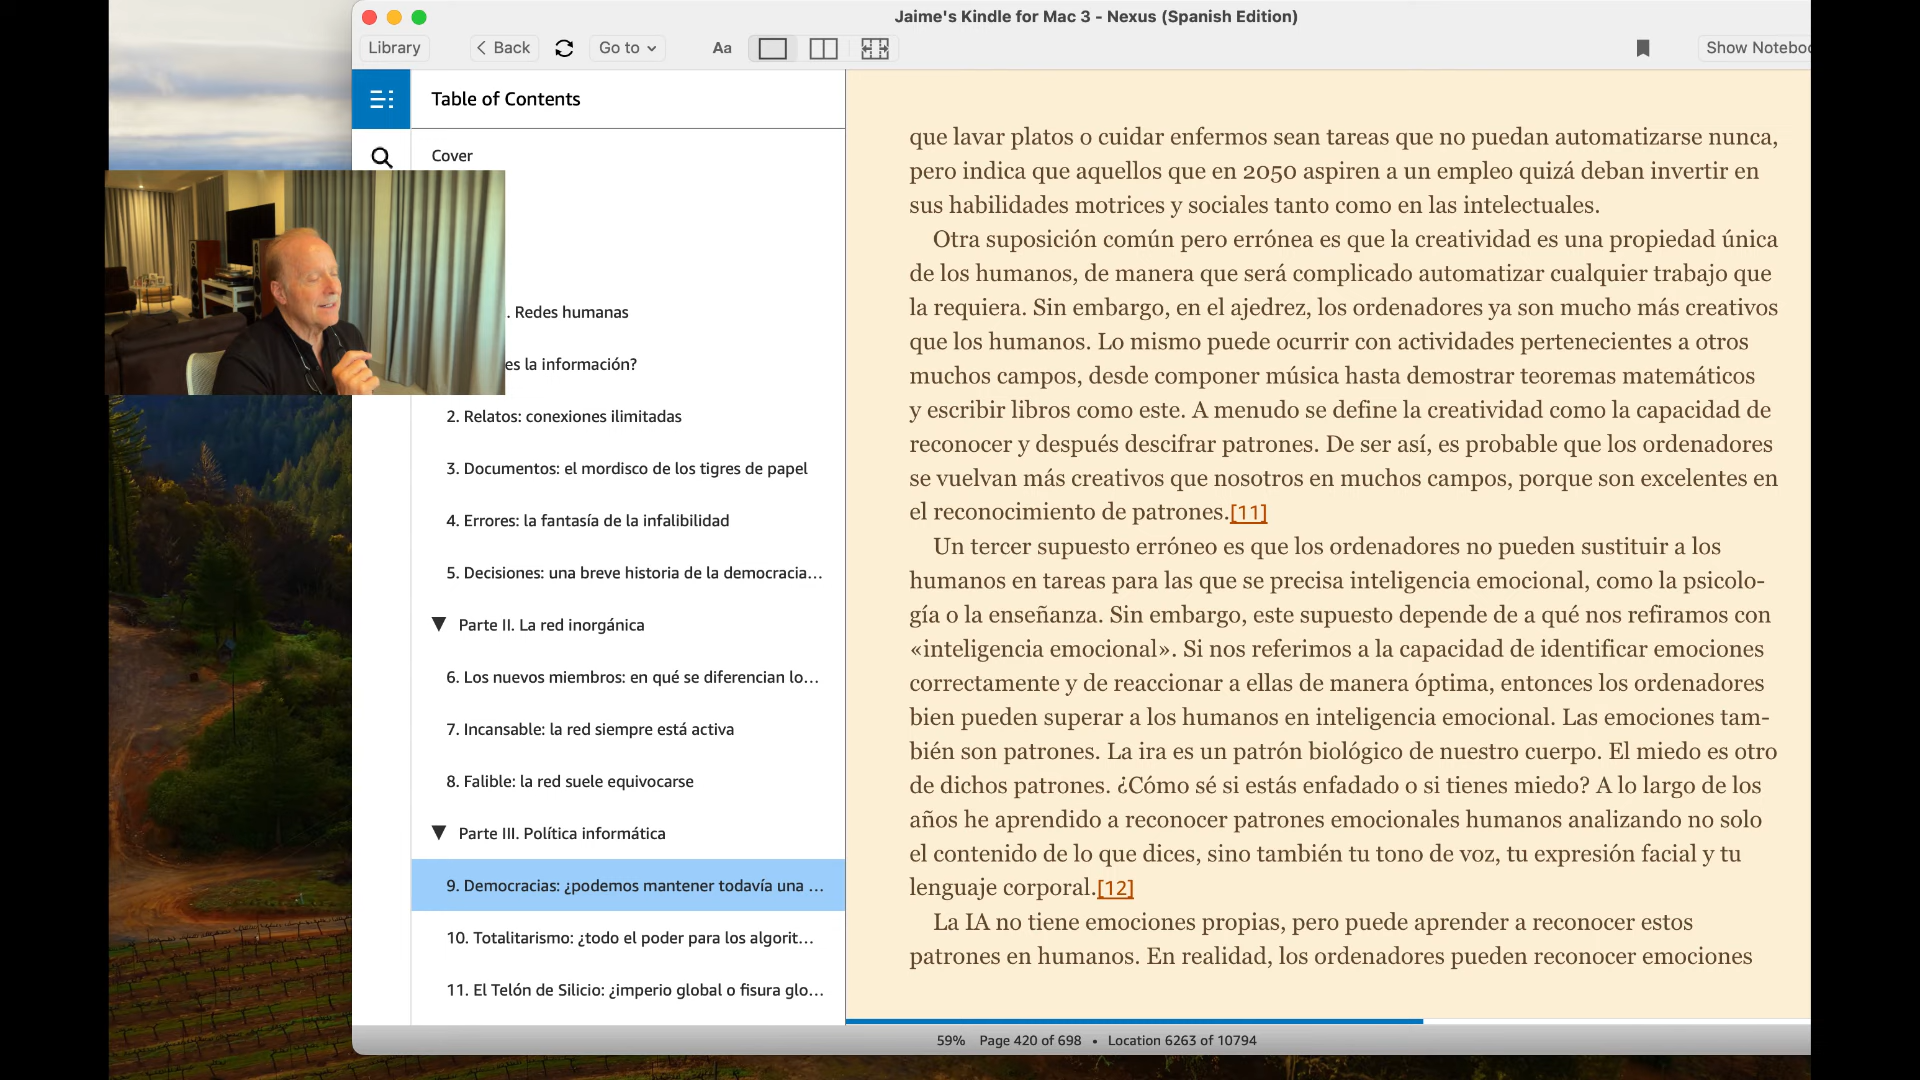 Jaime's Kindle for Mac 3 - Nexus (Spanish Edition)
Library
Back
Go to
Aa
Show
Table of Contents
Cover
. Redes humanas
es la información?
2. Relatos: conexiones ilimitadas
3. Documentos: el mordisco de los tigres de papel
4. Errores: la fantasía de la infalibilidad
5. Decisiones: una breve historia de la democracia…
Parte II. La red inorgánica
6. Los nuevos miembros: en qué se diferencian lo…
7. Incansable: la red siempre está activa
8. Falible: la red suele equivocarse
Parte III. Política informática
9. Democracias: ¿podemos mantener todavía una …
10. Totalitarismo: ¿todo el poder para los algorit…
11. El Telón de Silicio: ¿imperio global o fisura glo…
que lavar platos o cuidar enfermos sean tareas que no puedan automatizarse nunca,
pero indica que aquellos que en 2050 aspiren a un empleo quizá deban invertir en
sus habilidades motrices y sociales tanto como en las intelectuales.
Otra suposición común pero errónea es que la creatividad es una propiedad única
de los humanos, de manera que será complicado automatizar cualquier trabajo que
la requiera. Sin embargo, en el ajedrez, los ordenadores ya son mucho más creativos
que los humanos. Lo mismo puede ocurrir con actividades pertenecientes a otros
muchos campos, desde componer música hasta demostrar teoremas matemáticos
y escribir libros como este. A menudo se define la creatividad como la capacidad de
reconocer y después descifrar patrones. De ser así, es probable que los ordenadores
se vuelvan más creativos que nosotros en muchos campos, porque son excelentes en
el reconocimiento de patrones.[11]
Un tercer supuesto erróneo es que los ordenadores no pueden sustituir a los
humanos en tareas para las que se precisa inteligencia emocional, como la psicolo-
gía o la enseñanza. Sin embargo, este supuesto depende de a qué nos refiramos con
«inteligencia emocional». Si nos referimos a la capacidad de identificar emociones
correctamente y de reaccionar a ellas de manera óptima, entonces los ordenadores
bien pueden superar a los humanos en inteligencia emocional. Las emociones tam-
bién son patrones. La ira es un patrón biológico de nuestro cuerpo. El miedo es otro
de dichos patrones. ¿Cómo sé si estás enfadado o si tienes miedo? A lo largo de los
años he aprendido a reconocer patrones emocionales humanos analizando no solo
el contenido de lo que dices, sino también tu tono de voz, tu expresión facial y tu
lenguaje corporal.[12]
La IA no tiene emociones propias, pero puede aprender a reconocer estos
patrones en humanos. En realidad, los ordenadores pueden reconocer emociones
59% Page 420 of 698 • Location 6263 of 10794